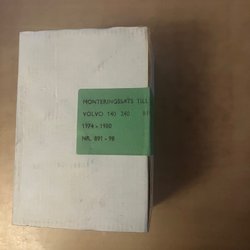 MONTERINGSSATS TILL
VOLVO 140 240
1974 - 1980
NR. 891 - 98